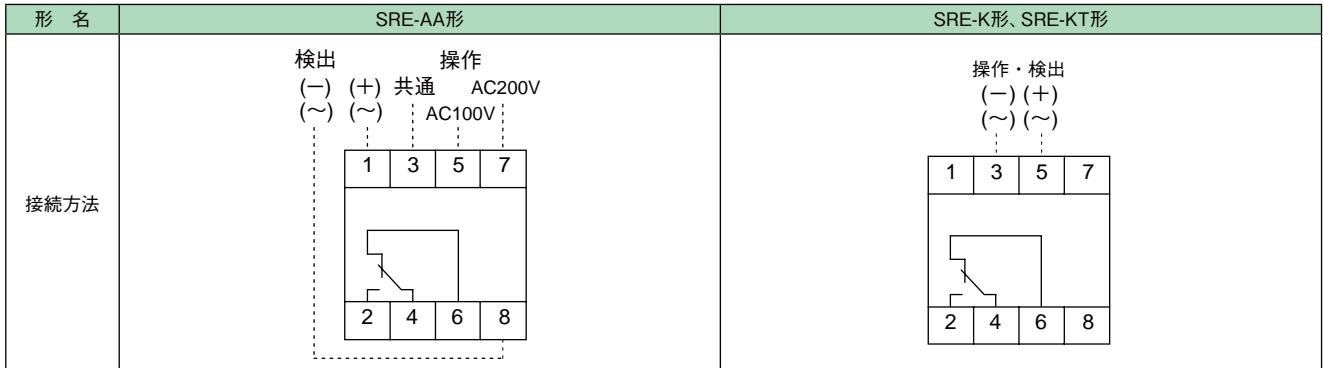 形 名
SRE-AA形
SRE-K形、SRE-KT形
接続方法
検出 操作
(−) (+) 共通 AC200V
(〜) (〜) AC100V
1 3 5 7
2 4 6 8
操作・検出
(−) (+)
(〜) (〜)
1 3 5 7
2 4 6 8